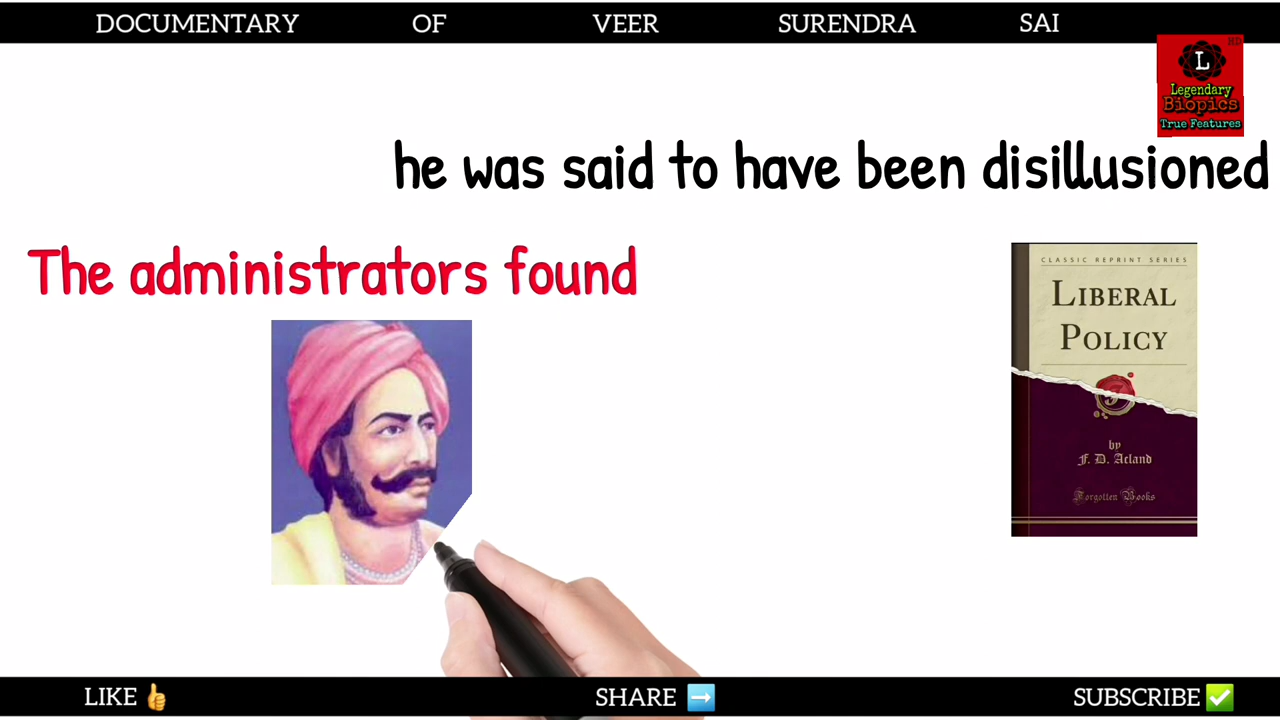 DOCUMENTARY OF VEER SURENDRA SAI
HD
L
Legendary
Biopics
True Features
he was said to have been disillusioned
The administrators found
CLASSIC REPRINT SERIES
LIBERAL
POLICY
by
F. D. Acland
Forgotten Books
LIKE SHARE SUBSCRIBE